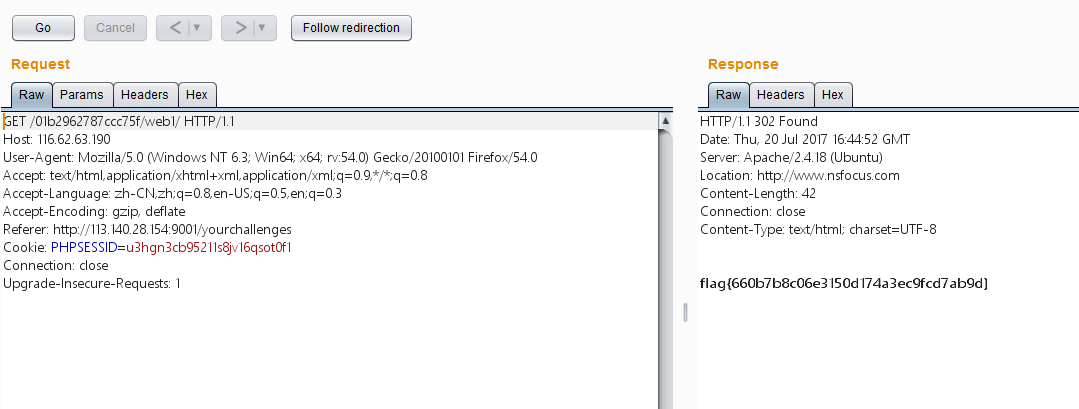 Go Cancel < > Follow redirection
Request
Raw Params Headers Hex
GET /01b2962787ccc75f/web1/ HTTP/1.1
Host: 116.62.63.190
User-Agent: Mozilla/5.0 (Windows NT 6.3; Win64; x64; rv:54.0) Gecko/20100101 Firefox/54.0
Accept: text/html,application/xhtml+xml,application/xml;q=0.9,*/*;q=0.8
Accept-Language: zh-CN,zh;q=0.8,en-US;q=0.5,en;q=0.3
Accept-Encoding: gzip, deflate
Referer: http://113.140.28.154:9001/yourchallenges
Cookie: PHPSESSID=u3hgn3cb95211s8jv16qsot0f1
Connection: close
Upgrade-Insecure-Requests: 1
Response
Raw Headers Hex
HTTP/1.1 302 Found
Date: Thu, 20 Jul 2017 16:44:52 GMT
Server: Apache/2.4.18 (Ubuntu)
Location: http://www.nsfocus.com
Content-Length: 42
Connection: close
Content-Type: text/html; charset=UTF-8
flag{660b7b8c06e3150d174a3ec9fcd7ab9d]